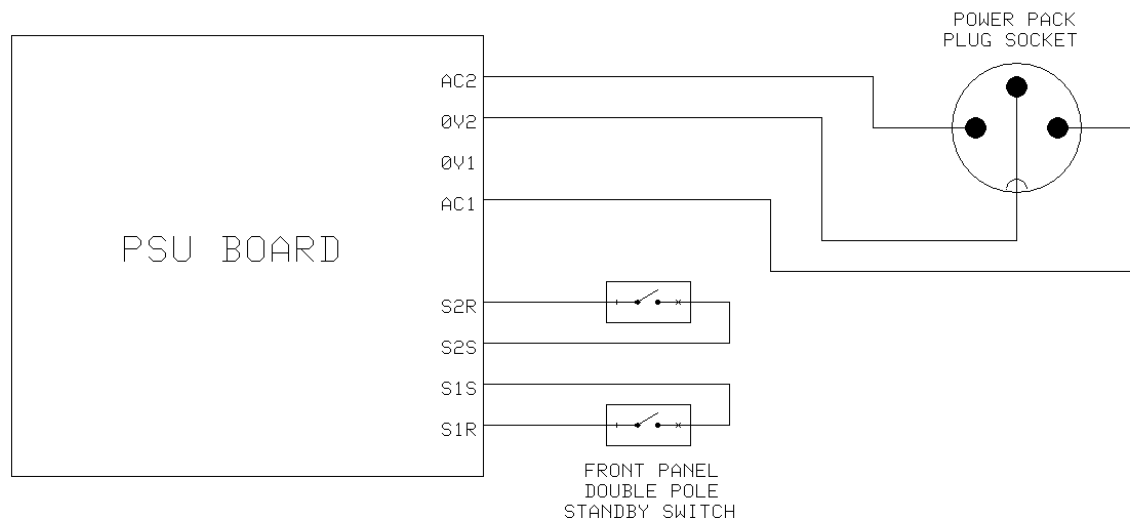 POWER PACK
PLUG SOCKET
AC2
0V2
0V1
AC1
PSU BOARD
S2R
S2S
S1S
S1R
FRONT PANEL
DOUBLE POLE
STANDBY SWITCH